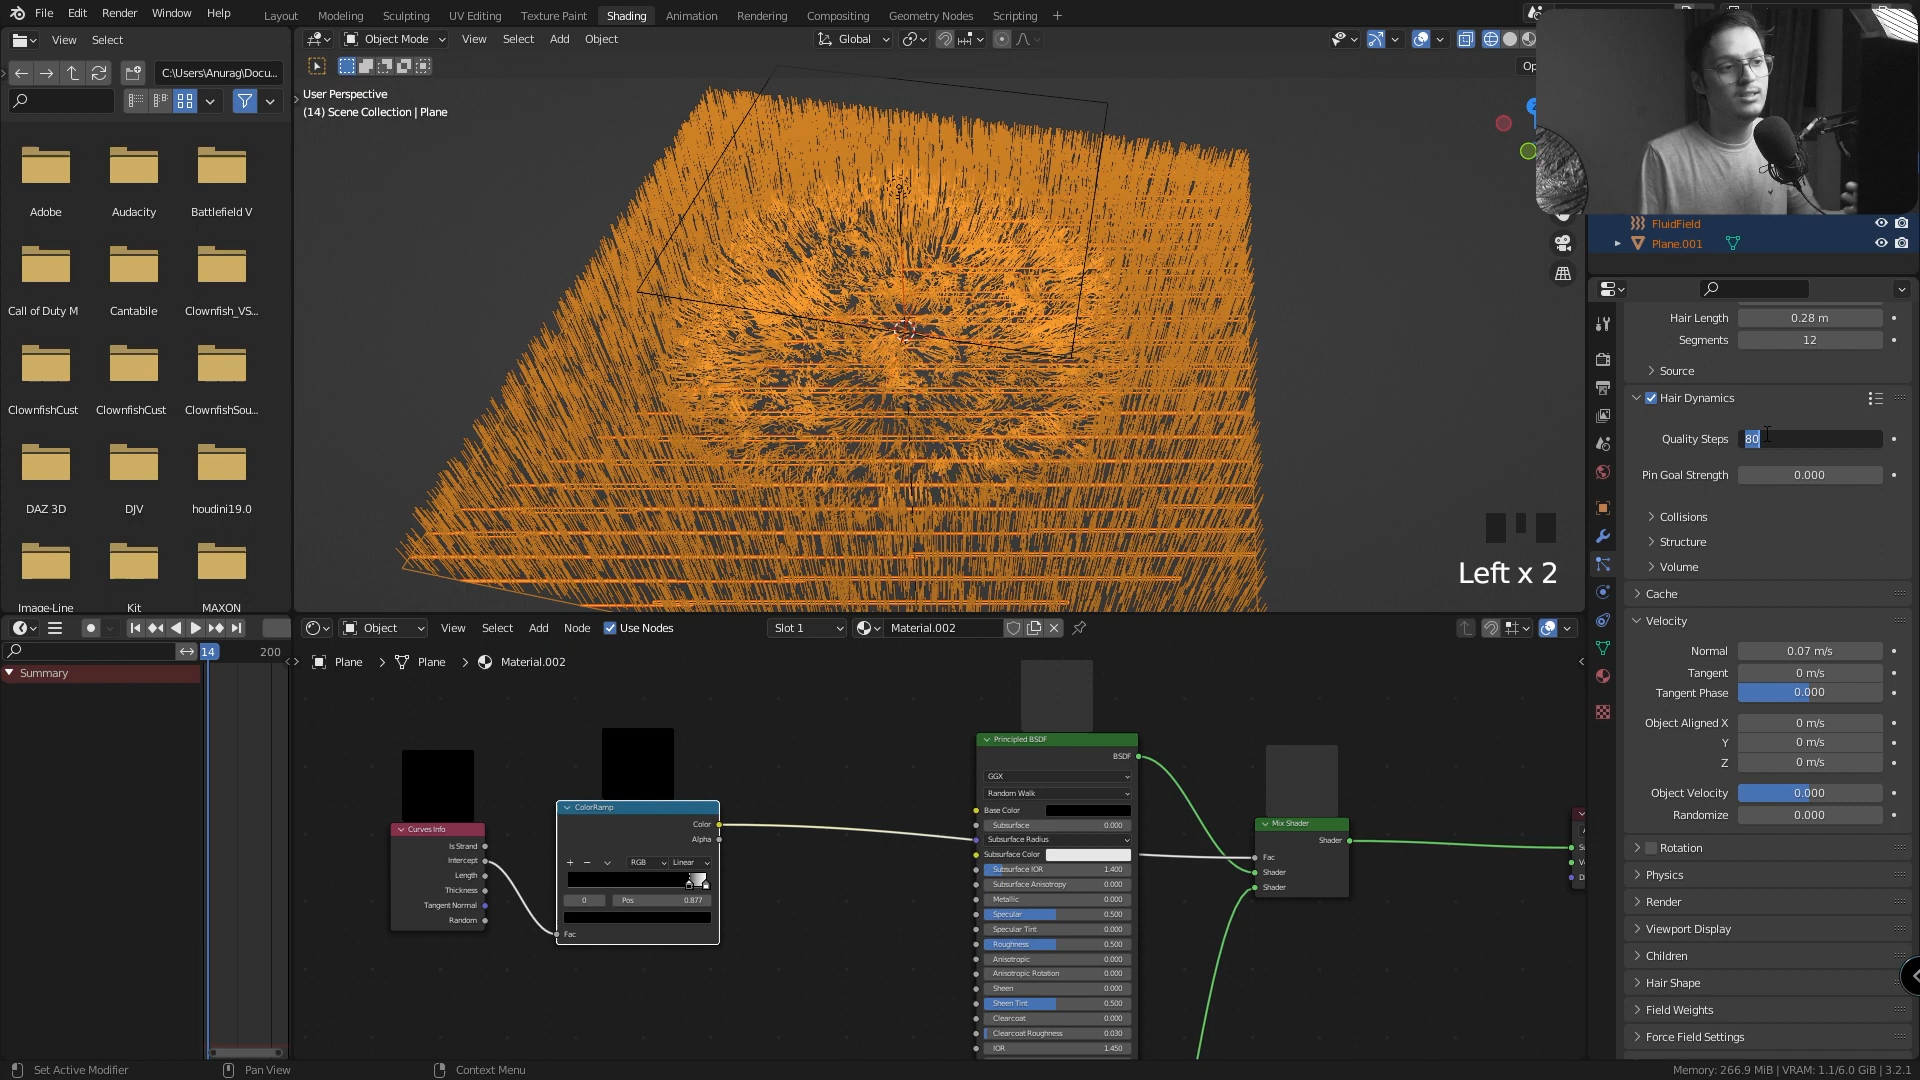 File Edit Render Window Help
Layout Modeling Sculpting UV Editing Texture Paint Shading Animation Rendering Compositing Geometry Nodes Scripting
View Select
Object Mode View Select Add Object Global
C:\Users\Anurag\Docu...
User Perspective
(14) Scene Collection | Plane
Adobe Audacity Battlefield V
Call of Duty M Cantabile Clownfish_VS...
ClownfishCust ClownfishCust ClownfishSou...
DAZ 3D DJV houdini19.0
Image-Line Kit MAXON
Left x 2
FluidField
Plane.001
Hair Length 0.28 m
Segments 12
Source
Hair Dynamics
Quality Steps 80
Pin Goal Strength 0.000
Collisions
Structure
Volume
Cache
Velocity
Normal 0.07 m/s
Tangent 0 m/s
Tangent Phase 0.000
Object Aligned X 0 m/s
Y 0 m/s
Z 0 m/s
Object Velocity 0.000
Randomize 0.000
Rotation
Physics
Render
Viewport Display
Children
Hair Shape
Field Weights
Force Field Settings
14 200
Summary
Object View Select Add Node Use Nodes Slot 1 Material.002
Plane > Plane > Material.002
Curves Info
Is Strand
Intercept
Length
Thickness
Tangent Normal
Random
ColorRamp
Color
Alpha
RGB Linear
0 Pos 0.877
Fac
Principled BSDF
BSDF
GGX
Random Walk
Base Color
Subsurface 0.000
Subsurface Radius
Subsurface Color
Subsurface IOR 1.400
Subsurface Anisotropy 0.000
Metallic 0.000
Specular 0.500
Specular Tint 0.000
Roughness 0.500
Anisotropic 0.000
Anisotropic Rotation 0.000
Sheen 0.000
Sheen Tint 0.500
Clearcoat 0.000
Clearcoat Roughness 0.030
IOR 1.450
Mix Shader
Shader
Fac
Shader
Shader
Set Active Modifier Pan View Context Menu Memory: 266.9 MiB | VRAM: 1.1/6.0 GiB | 3.2.1